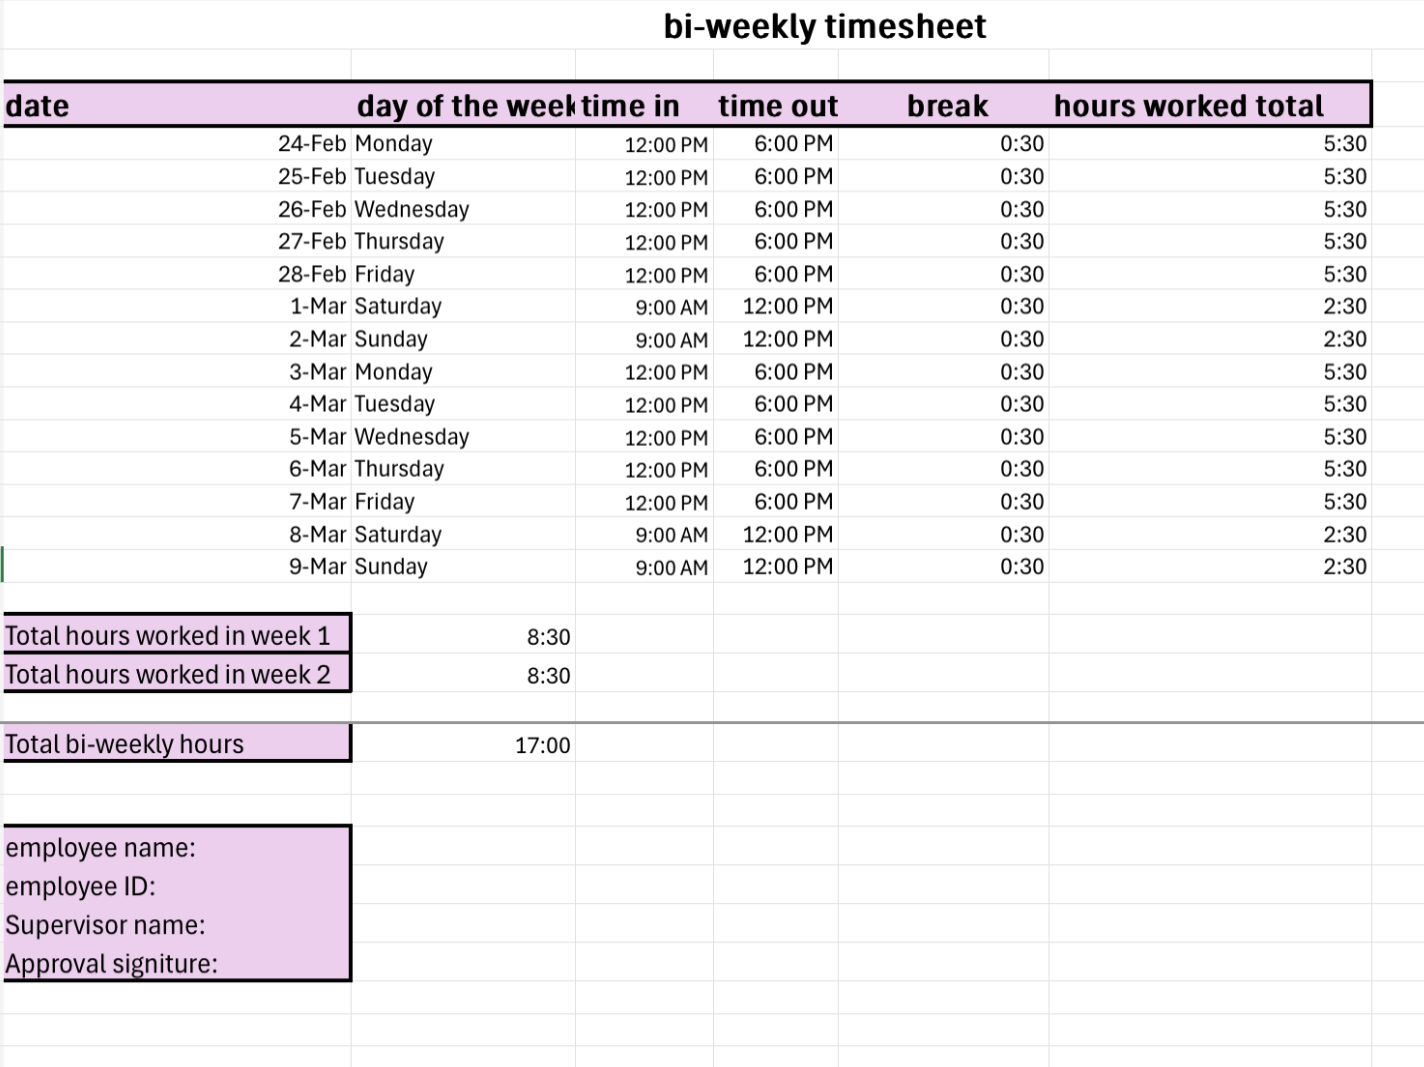 bi-weekly timesheet
date day of the week time in time out break hours worked total
24-Feb Monday 12:00 PM 6:00 PM 0:30 5:30
25-Feb Tuesday 12:00 PM 6:00 PM 0:30 5:30
26-Feb Wednesday 12:00 PM 6:00 PM 0:30 5:30
27-Feb Thursday 12:00 PM 6:00 PM 0:30 5:30
28-Feb Friday 12:00 PM 6:00 PM 0:30 5:30
1-Mar Saturday 9:00 AM 12:00 PM 0:30 2:30
2-Mar Sunday 9:00 AM 12:00 PM 0:30 2:30
3-Mar Monday 12:00 PM 6:00 PM 0:30 5:30
4-Mar Tuesday 12:00 PM 6:00 PM 0:30 5:30
5-Mar Wednesday 12:00 PM 6:00 PM 0:30 5:30
6-Mar Thursday 12:00 PM 6:00 PM 0:30 5:30
7-Mar Friday 12:00 PM 6:00 PM 0:30 5:30
8-Mar Saturday 9:00 AM 12:00 PM 0:30 2:30
9-Mar Sunday 9:00 AM 12:00 PM 0:30 2:30
Total hours worked in week 1 8:30
Total hours worked in week 2 8:30
Total bi-weekly hours 17:00
employee name:
employee ID:
Supervisor name:
Approval signiture: